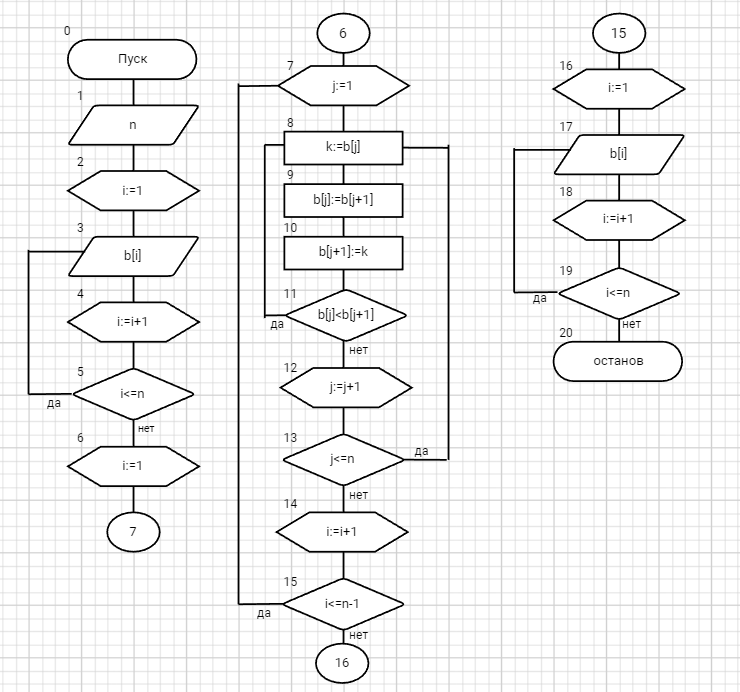 0
Пуск
1
n
2
i:=1
3
b[i]
4
i:=i+1
5
i<=n
да
нет
6
i:=1
7
6
7
j:=1
8
k:=b[j]
9
b[j]:=b[j+1]
10
b[j+1]:=k
11
b[j]<b[j+1]
да
нет
12
j:=j+1
13
j<=n
да
нет
14
i:=i+1
15
i<=n-1
да
нет
16
15
16
i:=1
17
b[i]
18
i:=i+1
19
i<=n
да
нет
20
останов